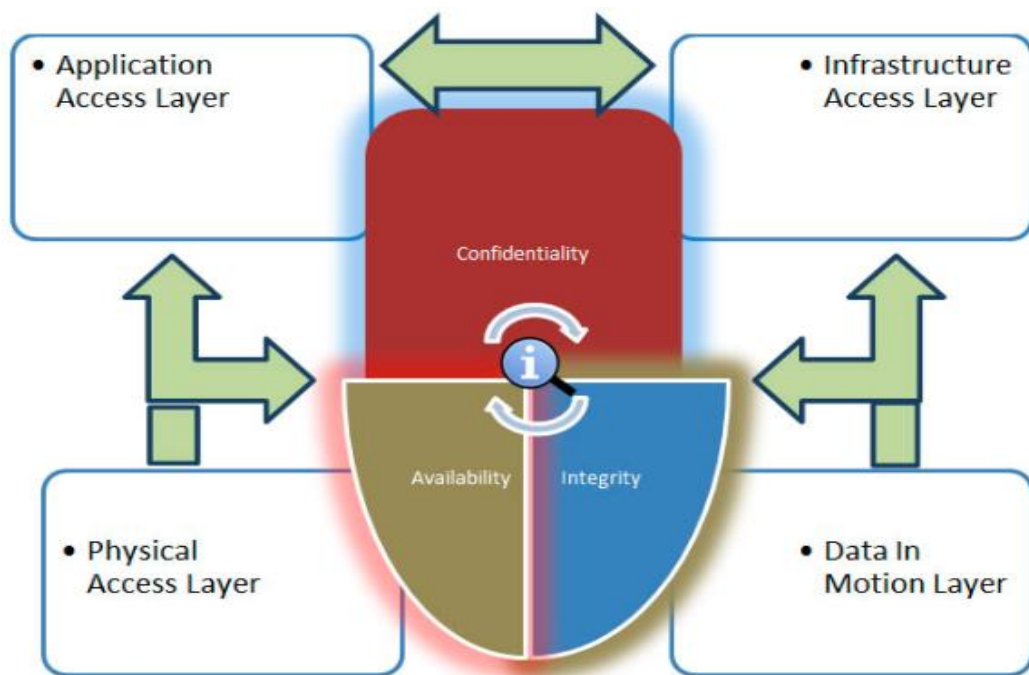 • Application
Access Layer
• Infrastructure
Access Layer
Confidentiality
i
Availability
Integrity
• Physical
Access Layer
• Data In
Motion Layer